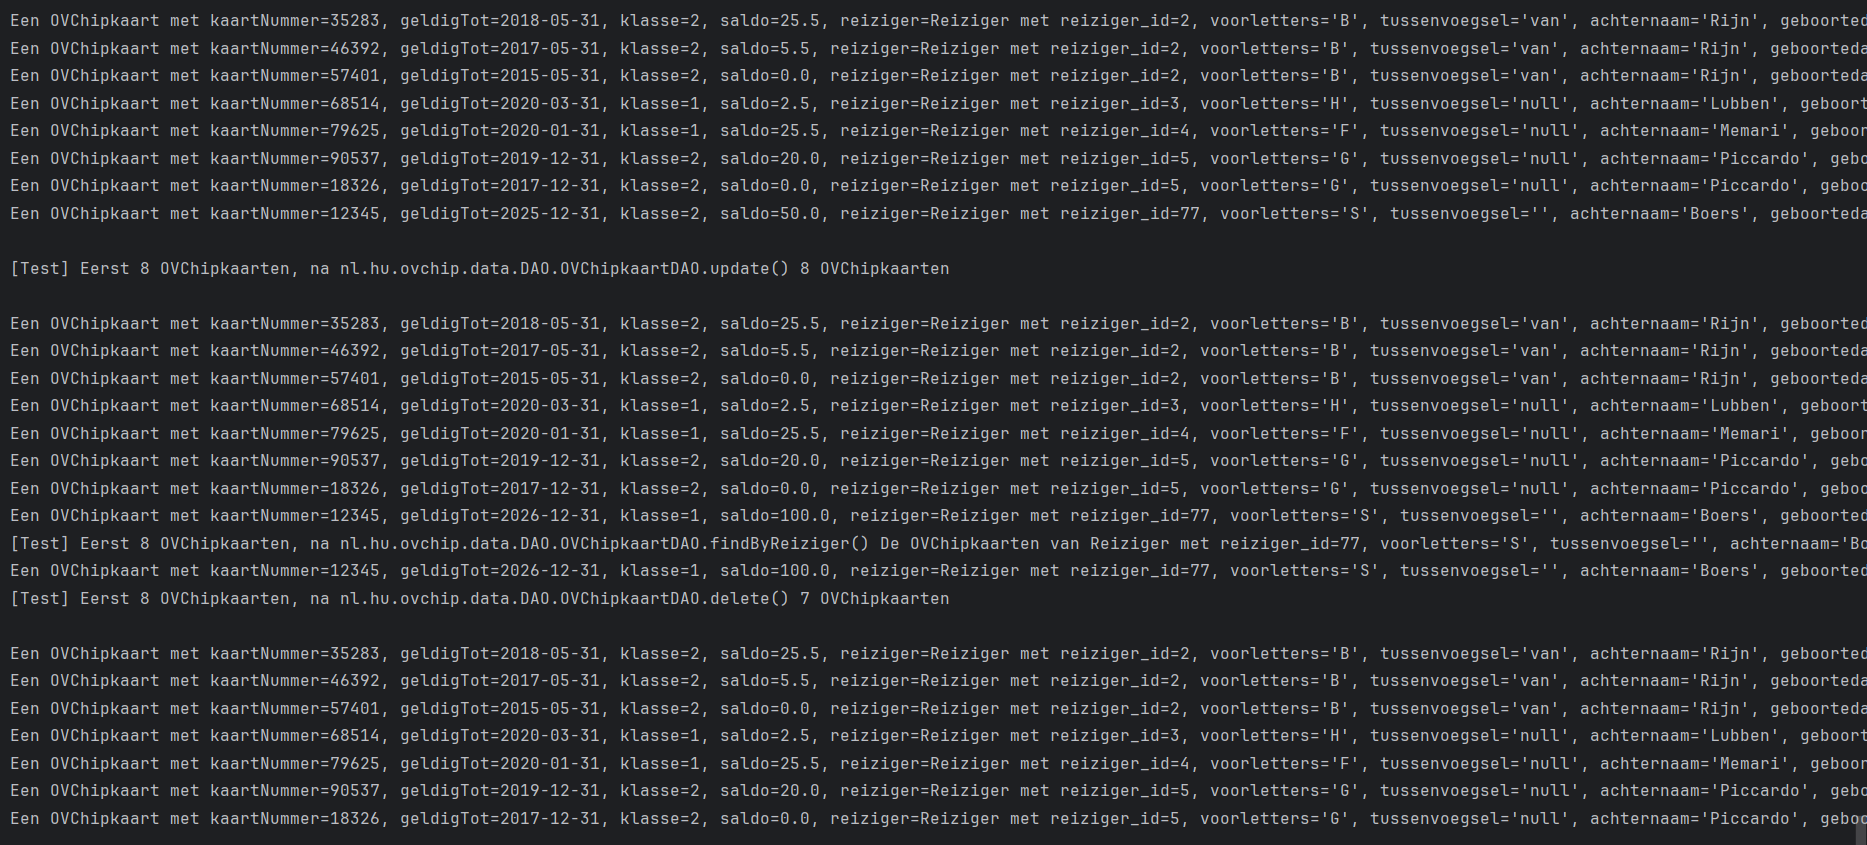 Een OVChipkaart met kaartNummer=35283, geldigTot=2018-05-31, klasse=2, saldo=25.5, reiziger=Reiziger met reiziger_id=2, voorletters='B', tussenvoegsel='van', achternaam='Rijn', geboorted
Een OVChipkaart met kaartNummer=46392, geldigTot=2017-05-31, klasse=2, saldo=5.5, reiziger=Reiziger met reiziger_id=2, voorletters='B', tussenvoegsel='van', achternaam='Rijn', geboorteda
Een OVChipkaart met kaartNummer=57401, geldigTot=2015-05-31, klasse=2, saldo=0.0, reiziger=Reiziger met reiziger_id=2, voorletters='B', tussenvoegsel='van', achternaam='Rijn', geboorteda
Een OVChipkaart met kaartNummer=68514, geldigTot=2020-03-31, klasse=1, saldo=2.5, reiziger=Reiziger met reiziger_id=3, voorletters='H', tussenvoegsel='null', achternaam='Lubben', geboort
Een OVChipkaart met kaartNummer=79625, geldigTot=2020-01-31, klasse=1, saldo=25.5, reiziger=Reiziger met reiziger_id=4, voorletters='F', tussenvoegsel='null', achternaam='Memari', geboor
Een OVChipkaart met kaartNummer=90537, geldigTot=2019-12-31, klasse=2, saldo=20.0, reiziger=Reiziger met reiziger_id=5, voorletters='G', tussenvoegsel='null', achternaam='Piccardo', gebo
Een OVChipkaart met kaartNummer=18326, geldigTot=2017-12-31, klasse=2, saldo=0.0, reiziger=Reiziger met reiziger_id=5, voorletters='G', tussenvoegsel='null', achternaam='Piccardo', geboo
Een OVChipkaart met kaartNummer=12345, geldigTot=2025-12-31, klasse=2, saldo=50.0, reiziger=Reiziger met reiziger_id=77, voorletters='S', tussenvoegsel='', achternaam='Boers', geboorteda
[Test] Eerst 8 OVChipkaarten, na nl.hu.ovchip.data.DAO.OVChipkaartDAO.update() 8 OVChipkaarten
Een OVChipkaart met kaartNummer=35283, geldigTot=2018-05-31, klasse=2, saldo=25.5, reiziger=Reiziger met reiziger_id=2, voorletters='B', tussenvoegsel='van', achternaam='Rijn', geboorted
Een OVChipkaart met kaartNummer=46392, geldigTot=2017-05-31, klasse=2, saldo=5.5, reiziger=Reiziger met reiziger_id=2, voorletters='B', tussenvoegsel='van', achternaam='Rijn', geboorteda
Een OVChipkaart met kaartNummer=57401, geldigTot=2015-05-31, klasse=2, saldo=0.0, reiziger=Reiziger met reiziger_id=2, voorletters='B', tussenvoegsel='van', achternaam='Rijn', geboorteda
Een OVChipkaart met kaartNummer=68514, geldigTot=2020-03-31, klasse=1, saldo=2.5, reiziger=Reiziger met reiziger_id=3, voorletters='H', tussenvoegsel='null', achternaam='Lubben', geboort
Een OVChipkaart met kaartNummer=79625, geldigTot=2020-01-31, klasse=1, saldo=25.5, reiziger=Reiziger met reiziger_id=4, voorletters='F', tussenvoegsel='null', achternaam='Memari', geboor
Een OVChipkaart met kaartNummer=90537, geldigTot=2019-12-31, klasse=2, saldo=20.0, reiziger=Reiziger met reiziger_id=5, voorletters='G', tussenvoegsel='null', achternaam='Piccardo', gebo
Een OVChipkaart met kaartNummer=18326, geldigTot=2017-12-31, klasse=2, saldo=0.0, reiziger=Reiziger met reiziger_id=5, voorletters='G', tussenvoegsel='null', achternaam='Piccardo', geboo
Een OVChipkaart met kaartNummer=12345, geldigTot=2026-12-31, klasse=1, saldo=100.0, reiziger=Reiziger met reiziger_id=77, voorletters='S', tussenvoegsel='', achternaam='Boers', geboorted
[Test] Eerst 8 OVChipkaarten, na nl.hu.ovchip.data.DAO.OVChipkaartDAO.findByReiziger() De OVChipkaarten van Reiziger met reiziger_id=77, voorletters='S', tussenvoegsel='', achternaam='Bo
Een OVChipkaart met kaartNummer=12345, geldigTot=2026-12-31, klasse=1, saldo=100.0, reiziger=Reiziger met reiziger_id=77, voorletters='S', tussenvoegsel='', achternaam='Boers', geboorted
[Test] Eerst 8 OVChipkaarten, na nl.hu.ovchip.data.DAO.OVChipkaartDAO.delete() 7 OVChipkaarten
Een OVChipkaart met kaartNummer=35283, geldigTot=2018-05-31, klasse=2, saldo=25.5, reiziger=Reiziger met reiziger_id=2, voorletters='B', tussenvoegsel='van', achternaam='Rijn', geboorted
Een OVChipkaart met kaartNummer=46392, geldigTot=2017-05-31, klasse=2, saldo=5.5, reiziger=Reiziger met reiziger_id=2, voorletters='B', tussenvoegsel='van', achternaam='Rijn', geboorteda
Een OVChipkaart met kaartNummer=57401, geldigTot=2015-05-31, klasse=2, saldo=0.0, reiziger=Reiziger met reiziger_id=2, voorletters='B', tussenvoegsel='van', achternaam='Rijn', geboorteda
Een OVChipkaart met kaartNummer=68514, geldigTot=2020-03-31, klasse=1, saldo=2.5, reiziger=Reiziger met reiziger_id=3, voorletters='H', tussenvoegsel='null', achternaam='Lubben', geboort
Een OVChipkaart met kaartNummer=79625, geldigTot=2020-01-31, klasse=1, saldo=25.5, reiziger=Reiziger met reiziger_id=4, voorletters='F', tussenvoegsel='null', achternaam='Memari', geboor
Een OVChipkaart met kaartNummer=90537, geldigTot=2019-12-31, klasse=2, saldo=20.0, reiziger=Reiziger met reiziger_id=5, voorletters='G', tussenvoegsel='null', achternaam='Piccardo', gebo
Een OVChipkaart met kaartNummer=18326, geldigTot=2017-12-31, klasse=2, saldo=0.0, reiziger=Reiziger met reiziger_id=5, voorletters='G', tussenvoegsel='null', achternaam='Piccardo', geboo